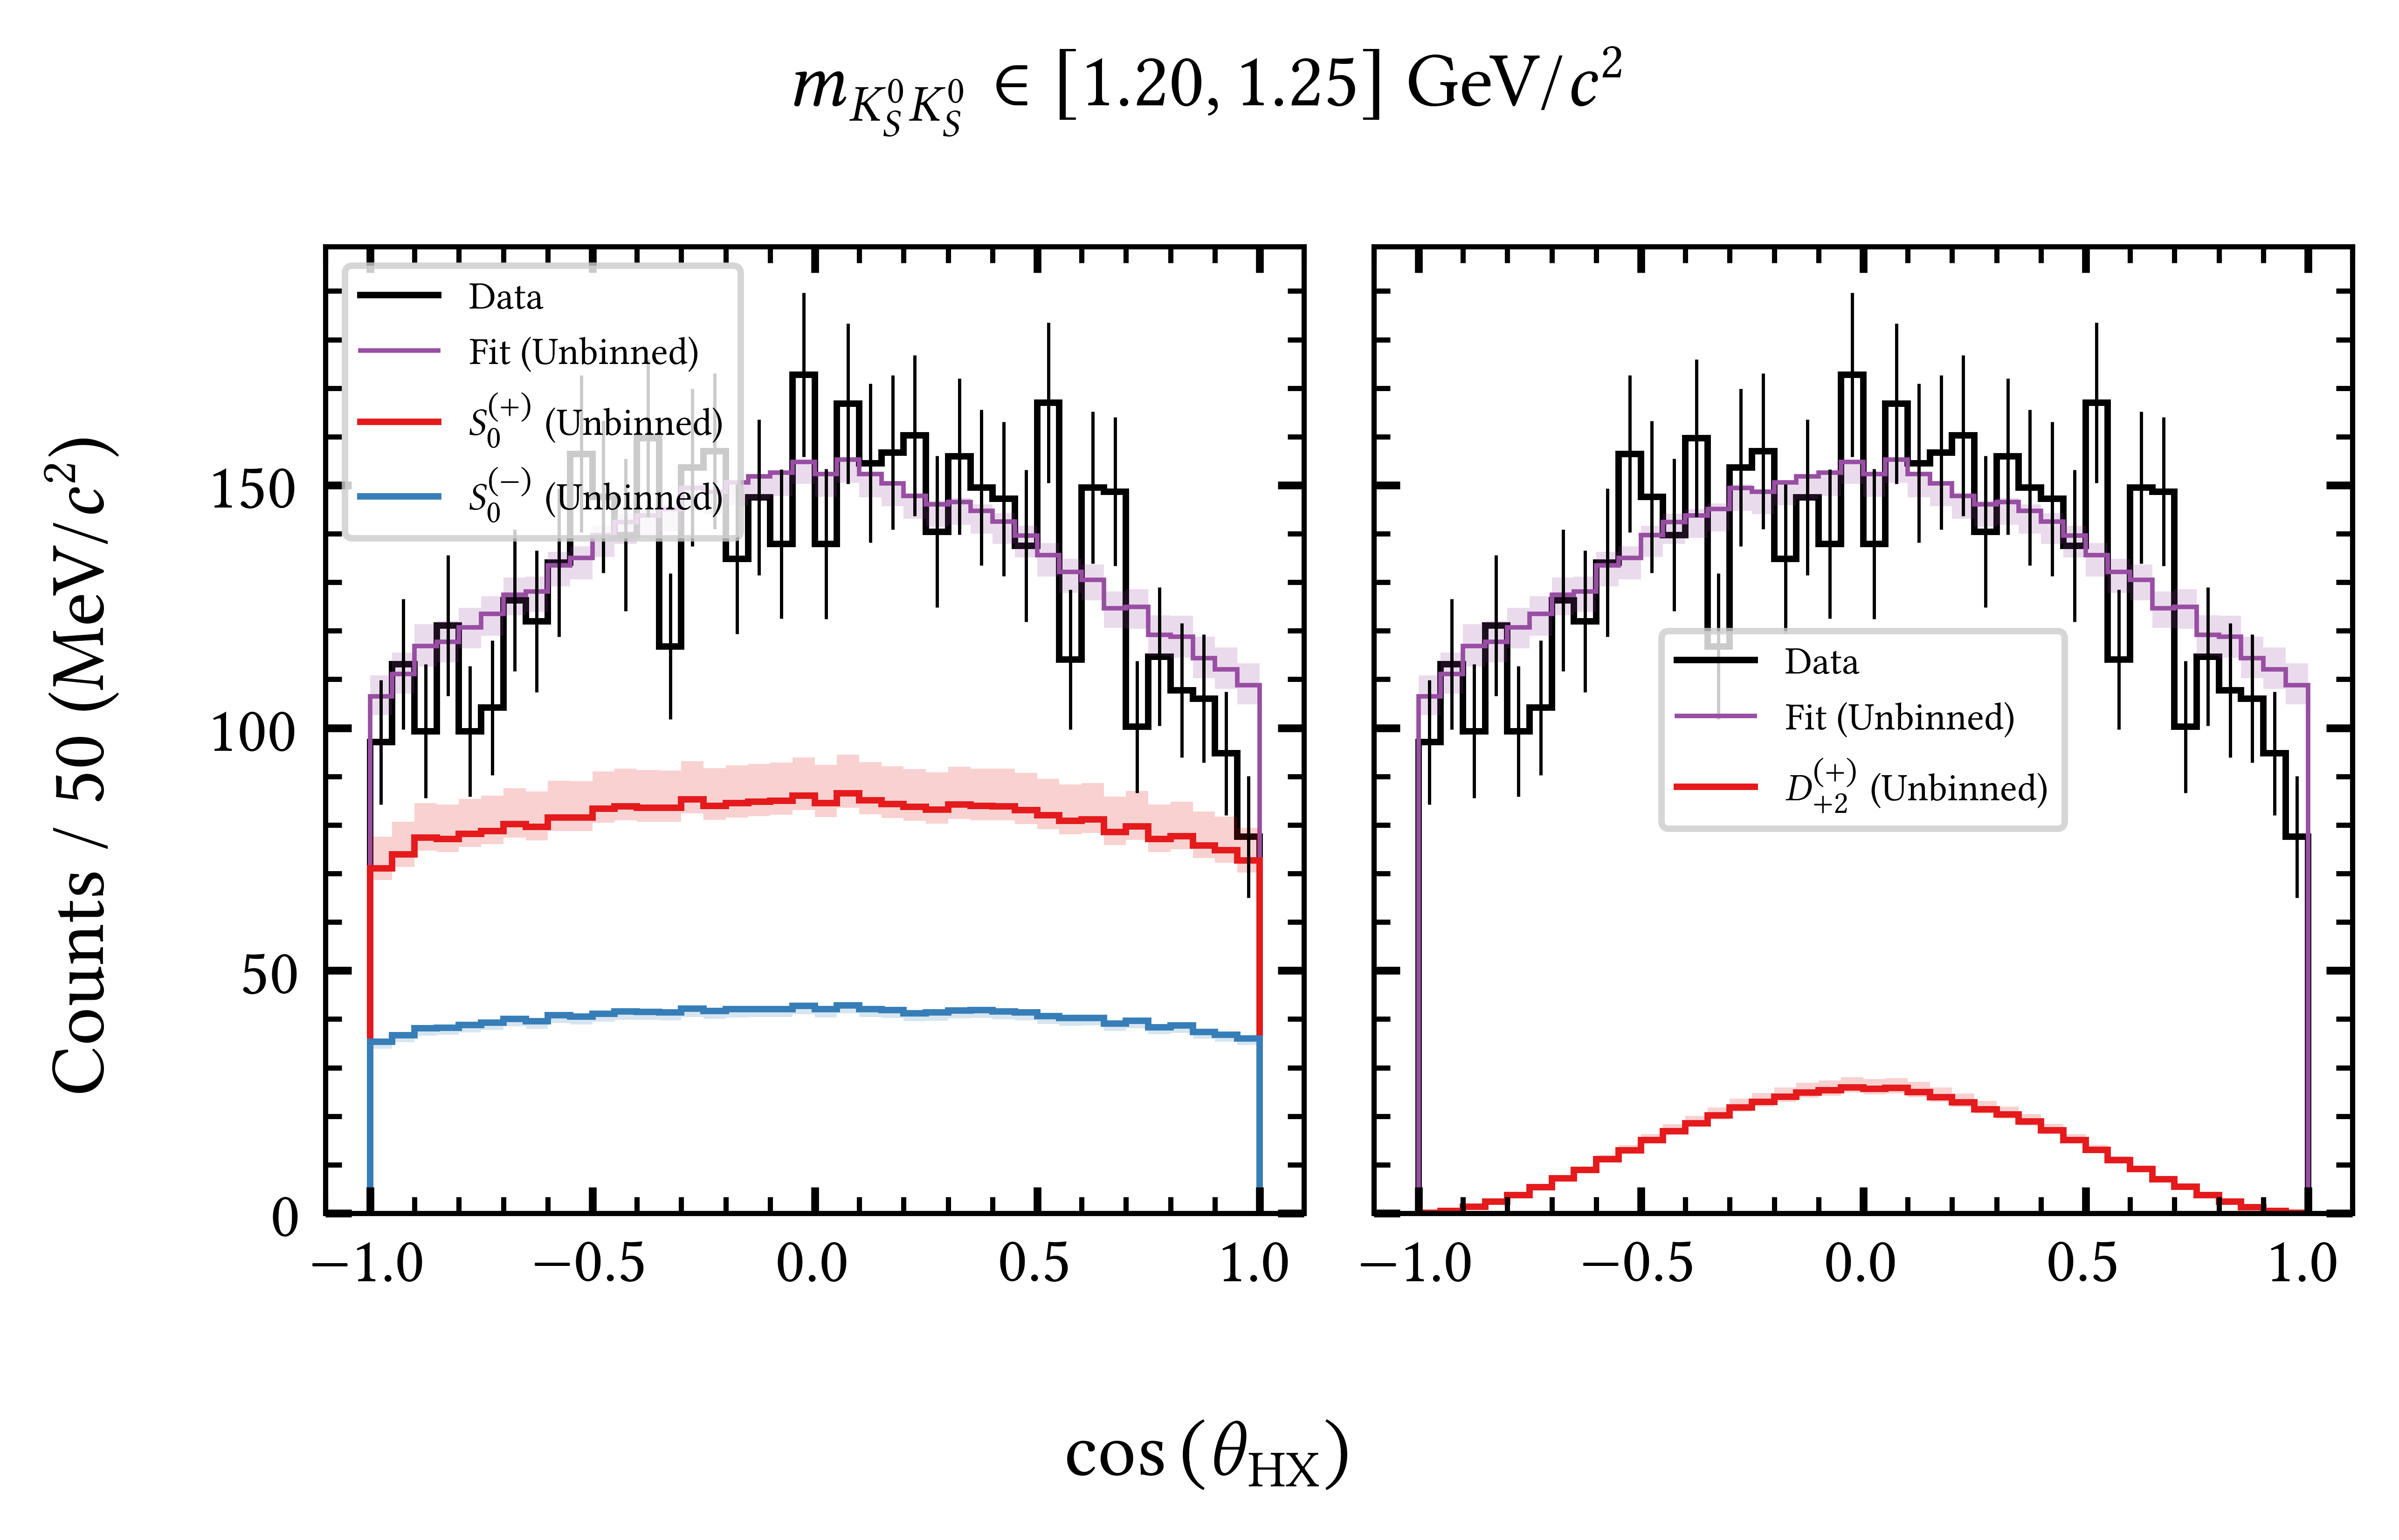 m_{K_S^0 K_S^0} ∈ [1.20, 1.25] GeV/c²
Counts / 50 (MeV/c²)
150
100
50
0
Data
Fit (Unbinned)
S_0^{(+)} (Unbinned)
S_0^{(−)} (Unbinned)
Data
Fit (Unbinned)
D_{+2}^{(+)} (Unbinned)
−1.0 −0.5 0.0 0.5 1.0
−1.0 −0.5 0.0 0.5 1.0
cos (θ_{HX})